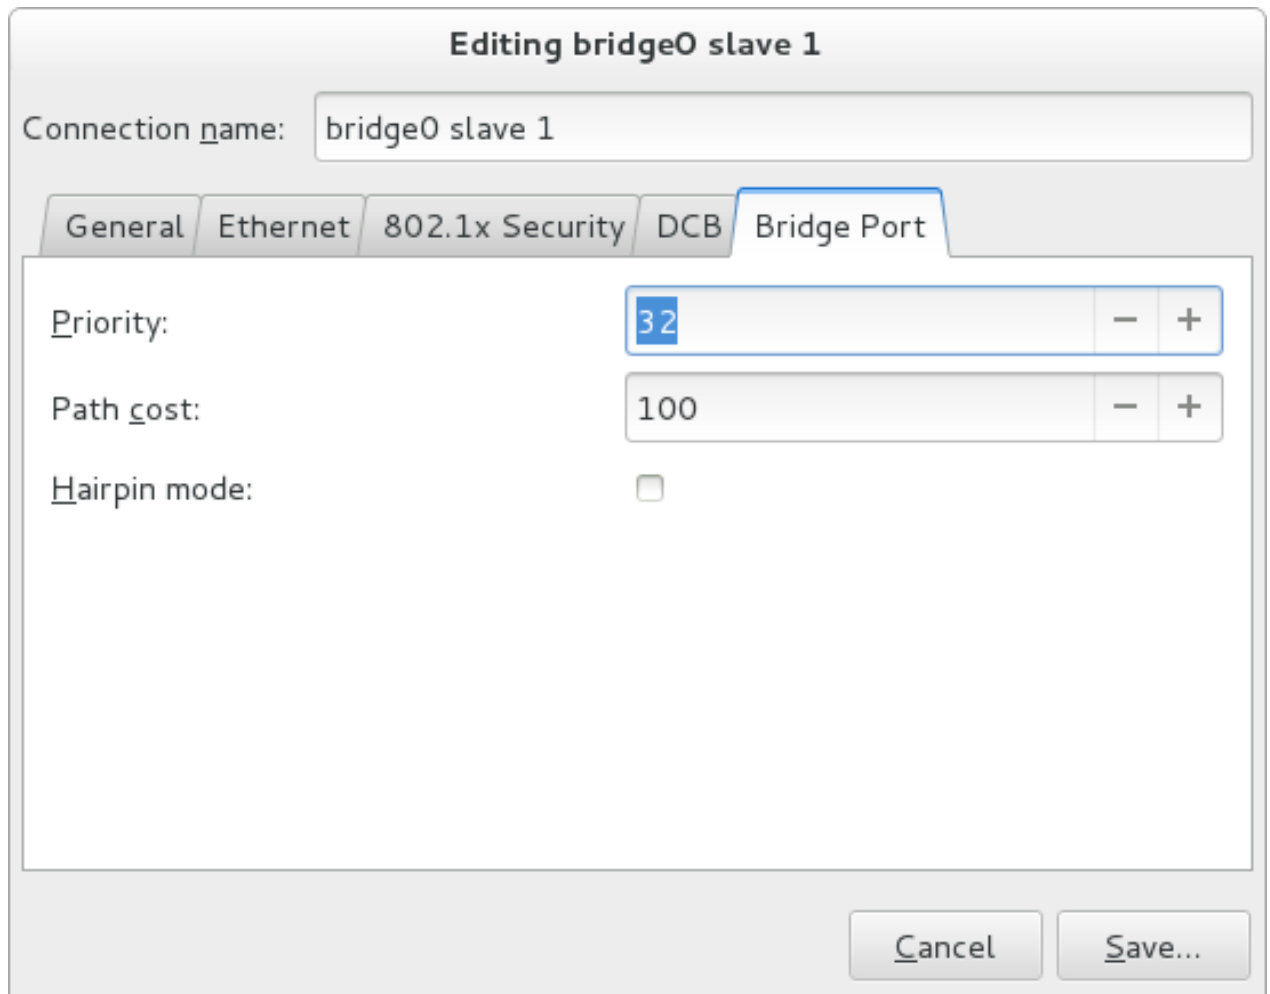 Editing bridge0 slave 1
Connection name: bridge0 slave 1
General Ethernet 802.1x Security DCB Bridge Port
Priority: 32 − +
Path cost: 100 − +
Hairpin mode:
Cancel Save...